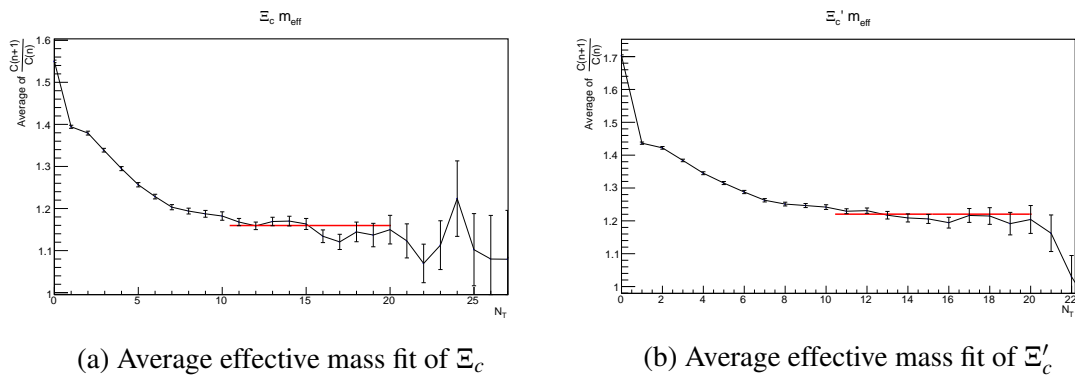 Ξc meff
Average of C(n+1)/C(n)
1.6
1.5
1.4
1.3
1.2
1.1
1
0 5 10 15 20 25
NT
(a) Average effective mass fit of Ξc
Ξc' meff
Average of C(n+1)/C(n)
1.7
1.6
1.5
1.4
1.3
1.2
1.1
1
0 2 4 6 8 10 12 14 16 18 20 22
NT
(b) Average effective mass fit of Ξ′c